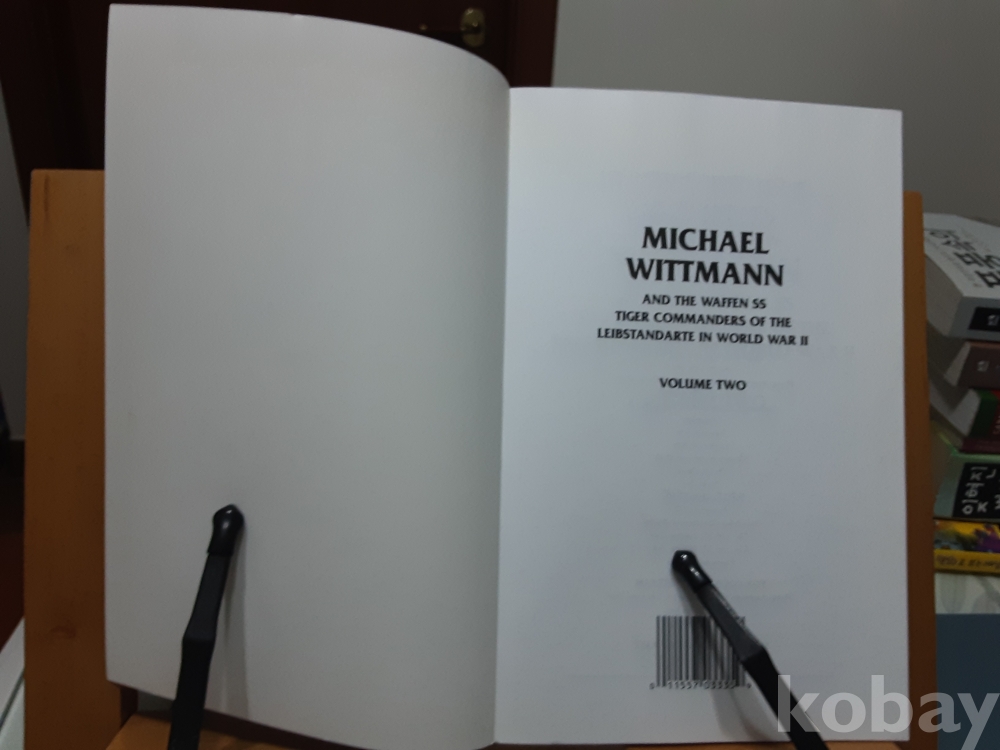 MICHAEL
WITTMANN
AND THE WAFFEN SS
TIGER COMMANDERS OF THE
LEIBSTANDARTE IN WORLD WAR II
VOLUME TWO
kobay